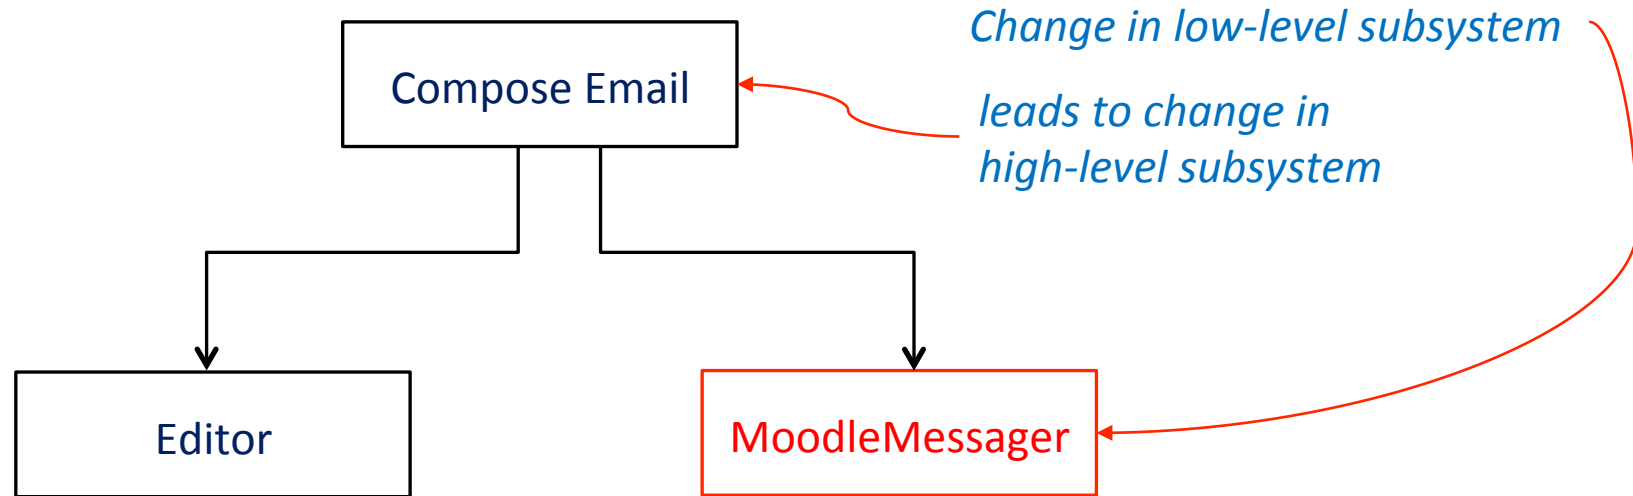 Change in low-level subsystem
Compose Email
leads to change in
high-level subsystem
Editor
MoodleMessager